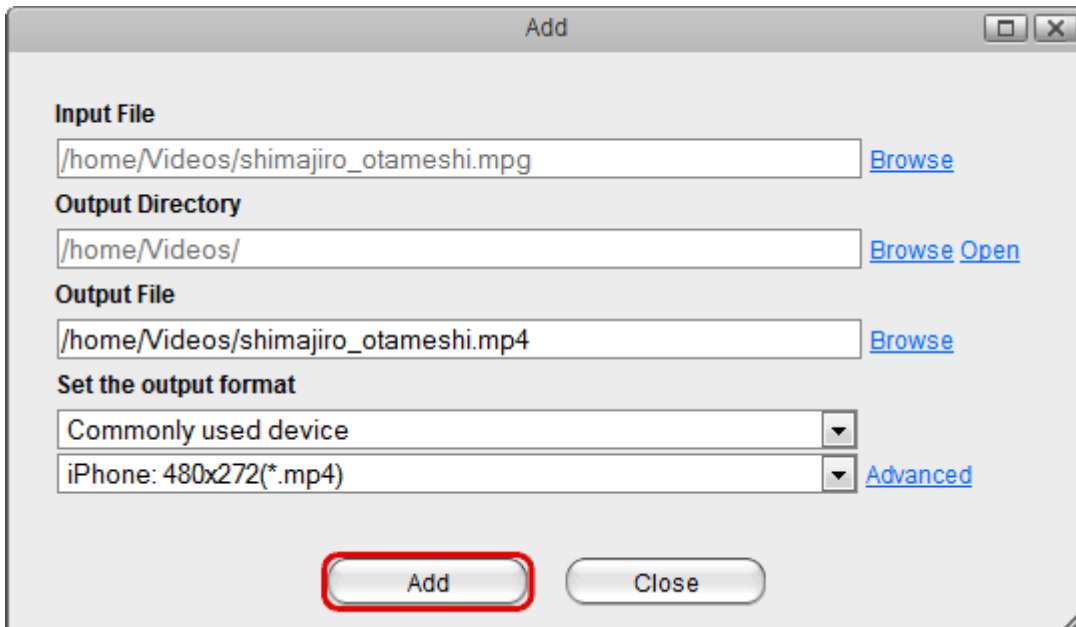 Add
Input File
/home/Videos/shimajiro_otameshi.mpg Browse
Output Directory
/home/Videos/ Browse Open
Output File
/home/Videos/shimajiro_otameshi.mp4 Browse
Set the output format
Commonly used device
iPhone: 480x272(*.mp4) Advanced
Add Close